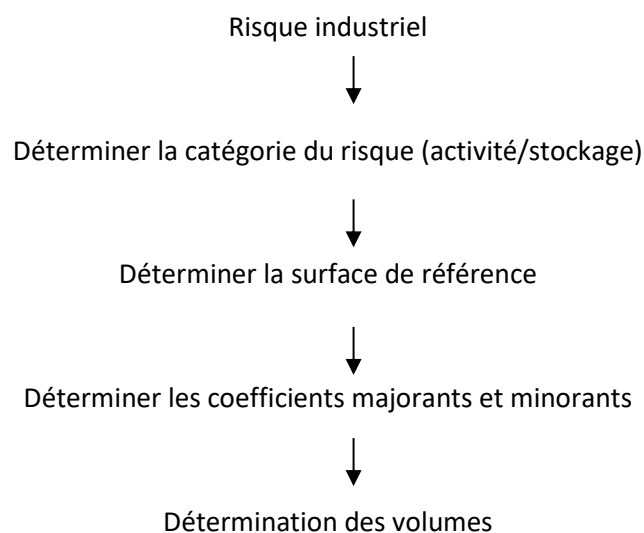 Risque industriel
Déterminer la catégorie du risque (activité/stockage)
Déterminer la surface de référence
Déterminer les coefficients majorants et minorants
Détermination des volumes